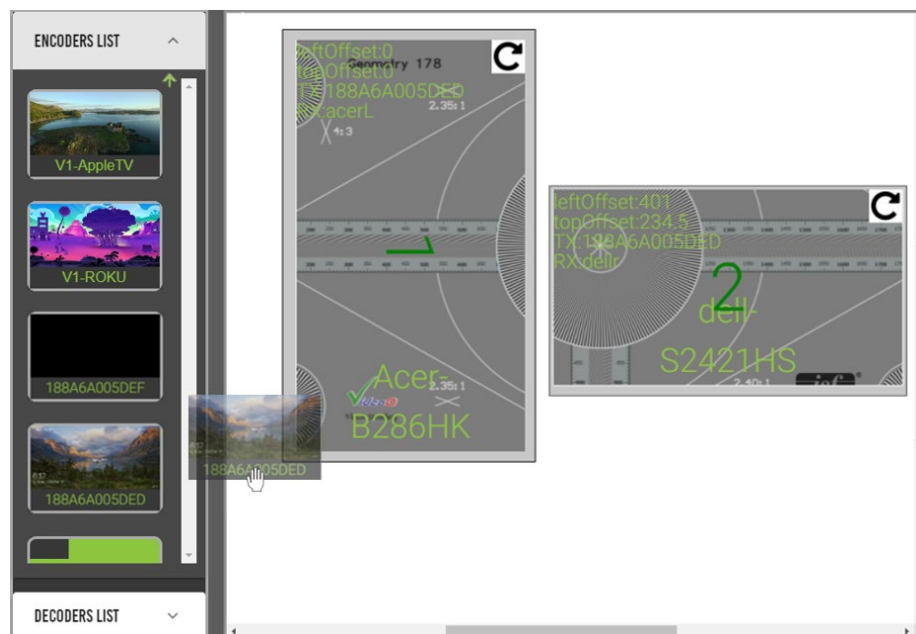 ENCODERS LIST
V1-AppleTV
V1-ROKU
188A6A005DEF
188A6A005DED
DECODERS LIST
188A6A005DED
leftOffset:0
Geometry 178
topOffset:0
TX:188A6A005DED
RX:acerL
2.35:1
4:3
1
Acer-
2.35:1
B286HK
leftOffset:401
topOffset:234.5
TX:188A6A005DED
RX:dellr
2
dell-
S2421HS
2.40:1